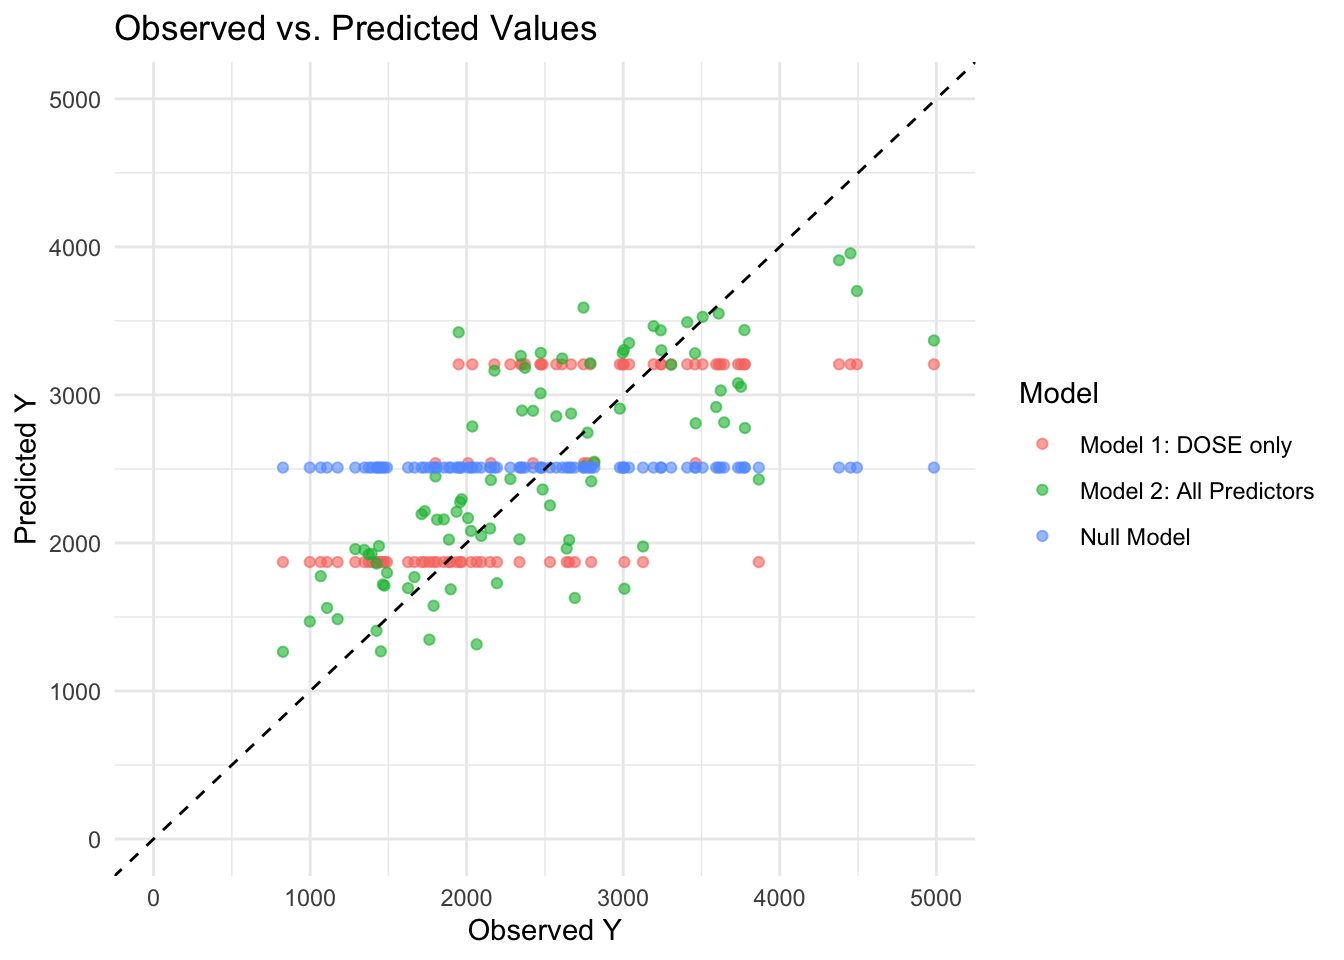 Observed vs. Predicted Values
5000
4000
3000
2000
1000
0
Predicted Y
0 1000 2000 3000 4000 5000
Observed Y
Model
Model 1: DOSE only
Model 2: All Predictors
Null Model